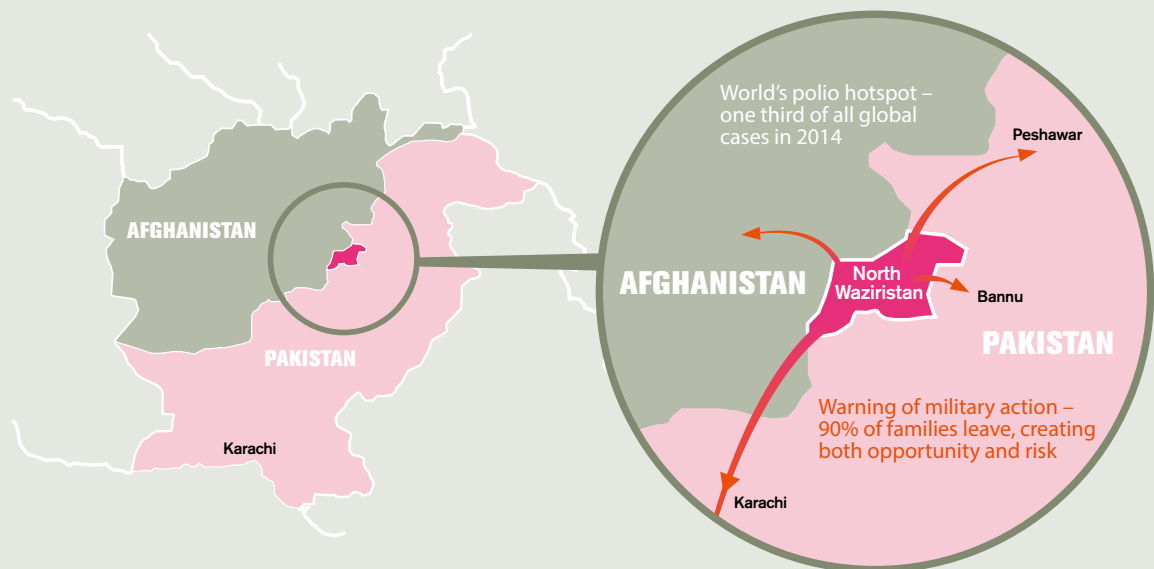 AFGHANISTAN
PAKISTAN
Karachi
World's polio hotspot –
one third of all global
cases in 2014
Peshawar
AFGHANISTAN
North
Waziristan
Bannu
PAKISTAN
Warning of military action –
90% of families leave, creating
both opportunity and risk
Karachi